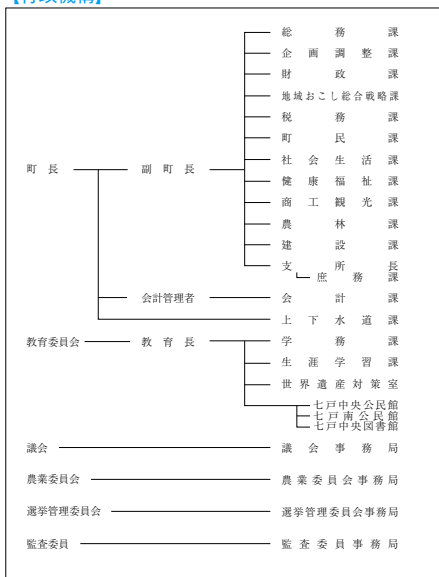 総務課
企画調整課
財政課
地域おこし総合戦略課
税務課
町民課
社会生活課
町長 副町長 健康福祉課
商工観光課
農林課
建設課
支所長
庶務課
会計管理者 会計課
上下水道課
教育委員会 教育長 学務課
生涯学習課
世界遺産対策室
七戸中央公民館
七戸南公民館
七戸中央図書館
議会 議会事務局
農業委員会 農業委員会事務局
選挙管理委員会 選挙管理委員会事務局
監査委員 監査委員事務局